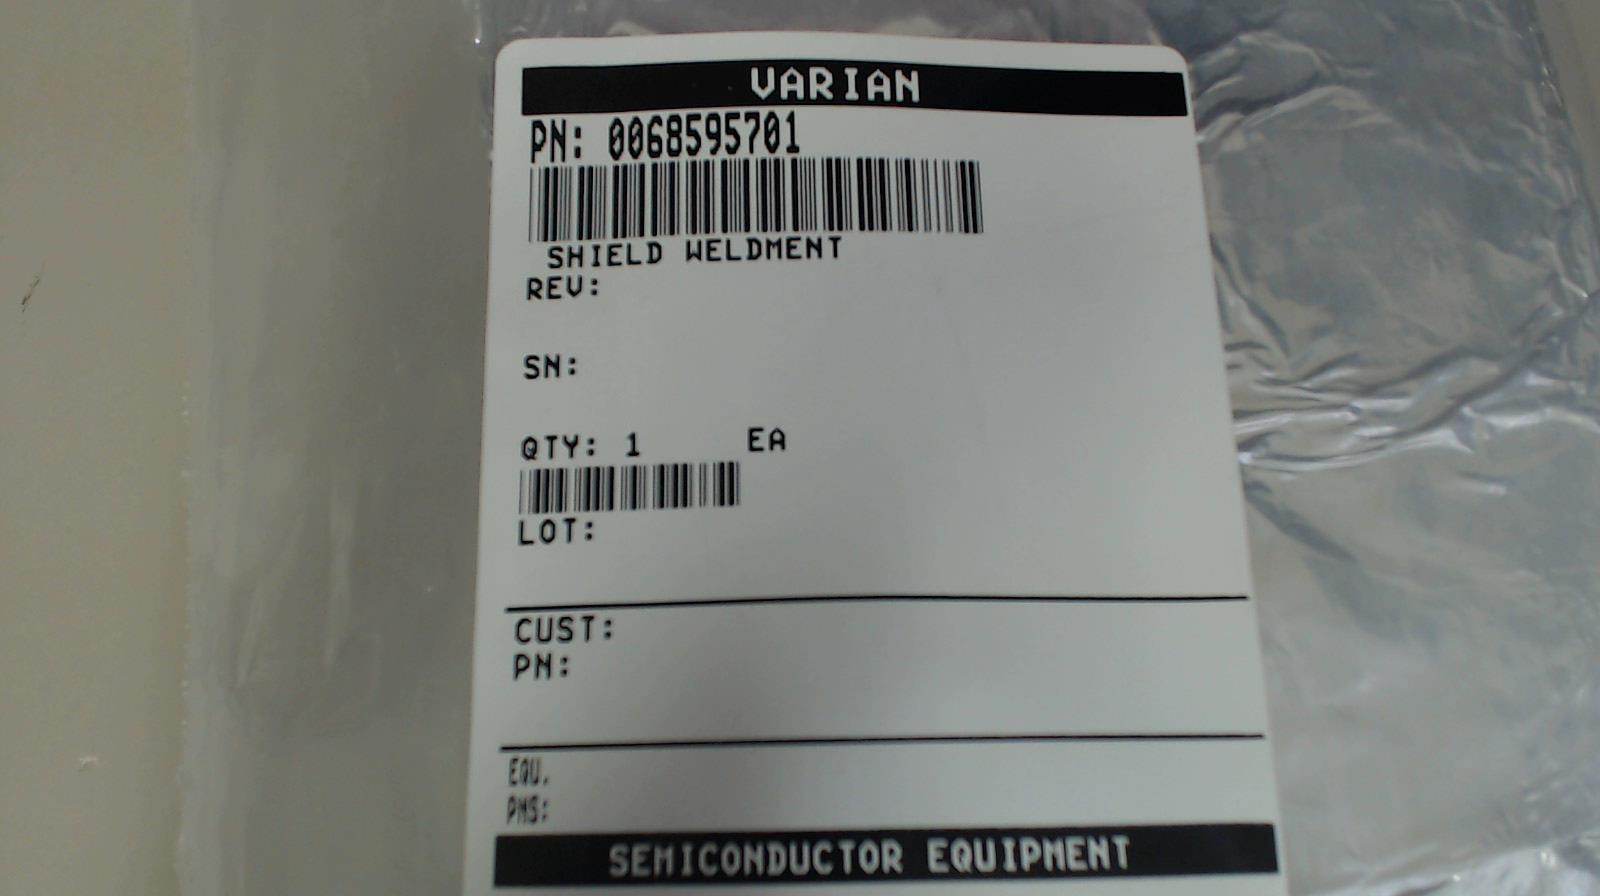 VARIAN
PN: 0068595701
SHIELD WELDMENT
REV:
SN:
QTY: 1 EA
LOT:
CUST:
PN:
EQU.
PNS:
SEMICONDUCTOR EQUIPMENT